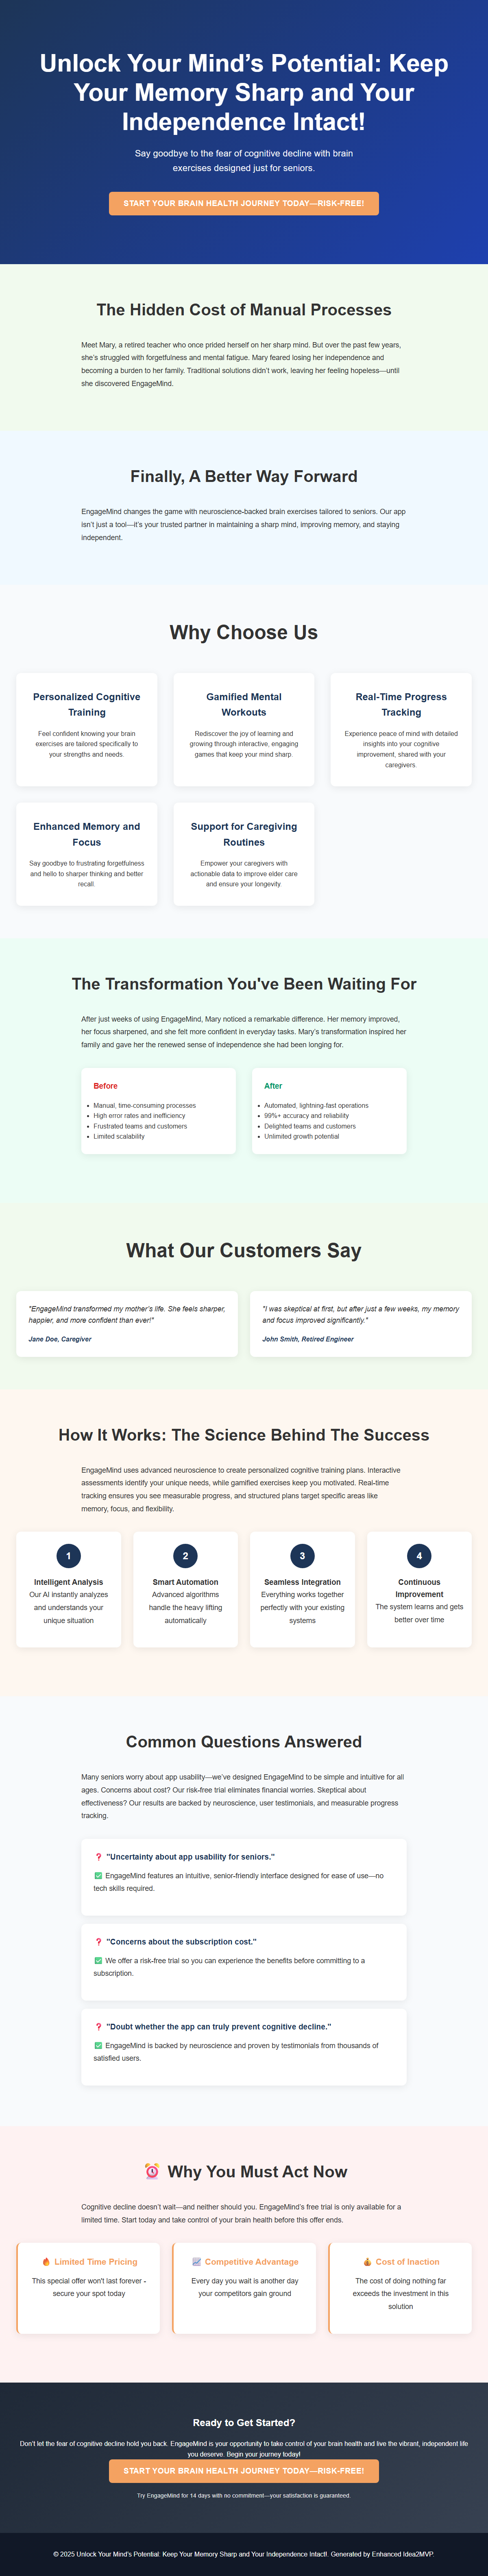 Unlock Your Mind’s Potential: Keep
Your Memory Sharp and Your
Independence Intact!
Say goodbye to the fear of cognitive decline with brain
exercises designed just for seniors.
START YOUR BRAIN HEALTH JOURNEY TODAY—RISK-FREE!
The Hidden Cost of Manual Processes
Meet Mary, a retired teacher who once prided herself on her sharp mind. But over the past few years,
she’s struggled with forgetfulness and mental fatigue. Mary feared losing her independence and
becoming a burden to her family. Traditional solutions didn’t work, leaving her feeling hopeless—until
she discovered EngageMind.
Finally, A Better Way Forward
EngageMind changes the game with neuroscience-backed brain exercises tailored to seniors. Our app
isn’t just a tool—it’s your trusted partner in maintaining a sharp mind, improving memory, and staying
independent.
Why Choose Us
Personalized Cognitive
Training
Feel confident knowing your brain
exercises are tailored specifically to
your strengths and needs.
Gamified Mental
Workouts
Rediscover the joy of learning and
growing through interactive, engaging
games that keep your mind sharp.
Real-Time Progress
Tracking
Experience peace of mind with detailed
insights into your cognitive
improvement, shared with your
caregivers.
Enhanced Memory and
Focus
Say goodbye to frustrating forgetfulness
and hello to sharper thinking and better
recall.
Support for Caregiving
Routines
Empower your caregivers with
actionable data to improve elder care
and ensure your longevity.
The Transformation You've Been Waiting For
After just weeks of using EngageMind, Mary noticed a remarkable difference. Her memory improved,
her focus sharpened, and she felt more confident in everyday tasks. Mary’s transformation inspired her
family and gave her the renewed sense of independence she had been longing for.
Before
• Manual, time-consuming processes
• High error rates and inefficiency
• Frustrated teams and customers
• Limited scalability
After
• Automated, lightning-fast operations
• 99%+ accuracy and reliability
• Delighted teams and customers
• Unlimited growth potential
What Our Customers Say
"EngageMind transformed my mother’s life. She feels sharper,
happier, and more confident than ever!"
Jane Doe, Caregiver
"I was skeptical at first, but after just a few weeks, my memory
and focus improved significantly."
John Smith, Retired Engineer
How It Works: The Science Behind The Success
EngageMind uses advanced neuroscience to create personalized cognitive training plans. Interactive
assessments identify your unique needs, while gamified exercises keep you motivated. Real-time
tracking ensures you see measurable progress, and structured plans target specific areas like
memory, focus, and flexibility.
1
Intelligent Analysis
Our AI instantly analyzes
and understands your
unique situation
2
Smart Automation
Advanced algorithms
handle the heavy lifting
automatically
3
Seamless Integration
Everything works together
perfectly with your existing
systems
4
Continuous
Improvement
The system learns and gets
better over time
Common Questions Answered
Many seniors worry about app usability—we’ve designed EngageMind to be simple and intuitive for all
ages. Concerns about cost? Our risk-free trial eliminates financial worries. Skeptical about
effectiveness? Our results are backed by neuroscience, user testimonials, and measurable progress
tracking.
❓ "Uncertainty about app usability for seniors."
✅ EngageMind features an intuitive, senior-friendly interface designed for ease of use—no
tech skills required.
❓ "Concerns about the subscription cost."
✅ We offer a risk-free trial so you can experience the benefits before committing to a
subscription.
❓ "Doubt whether the app can truly prevent cognitive decline."
✅ EngageMind is backed by neuroscience and proven by testimonials from thousands of
satisfied users.
⏰ Why You Must Act Now
Cognitive decline doesn’t wait—and neither should you. EngageMind’s free trial is only available for a
limited time. Start today and take control of your brain health before this offer ends.
🔥 Limited Time Pricing
This special offer won't last forever -
secure your spot today
📈 Competitive Advantage
Every day you wait is another day
your competitors gain ground
💰 Cost of Inaction
The cost of doing nothing far
exceeds the investment in this
solution
Ready to Get Started?
Don’t let the fear of cognitive decline hold you back. EngageMind is your opportunity to take control of your brain health and live the vibrant, independent life
you deserve. Begin your journey today!
START YOUR BRAIN HEALTH JOURNEY TODAY—RISK-FREE!
Try EngageMind for 14 days with no commitment—your satisfaction is guaranteed.
© 2025 Unlock Your Mind’s Potential: Keep Your Memory Sharp and Your Independence Intact!. Generated by Enhanced Idea2MVP.